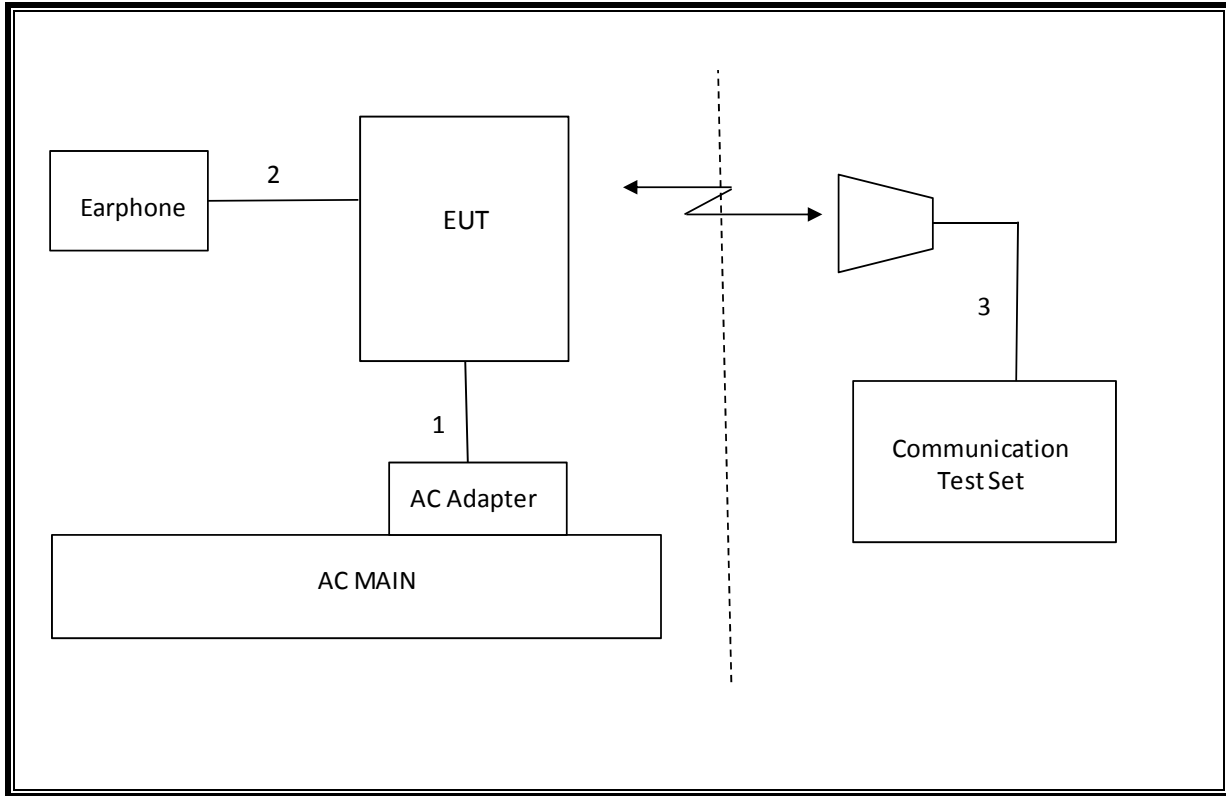 2
Earphone
EUT
3
1
Communication
Test Set
AC Adapter
AC MAIN